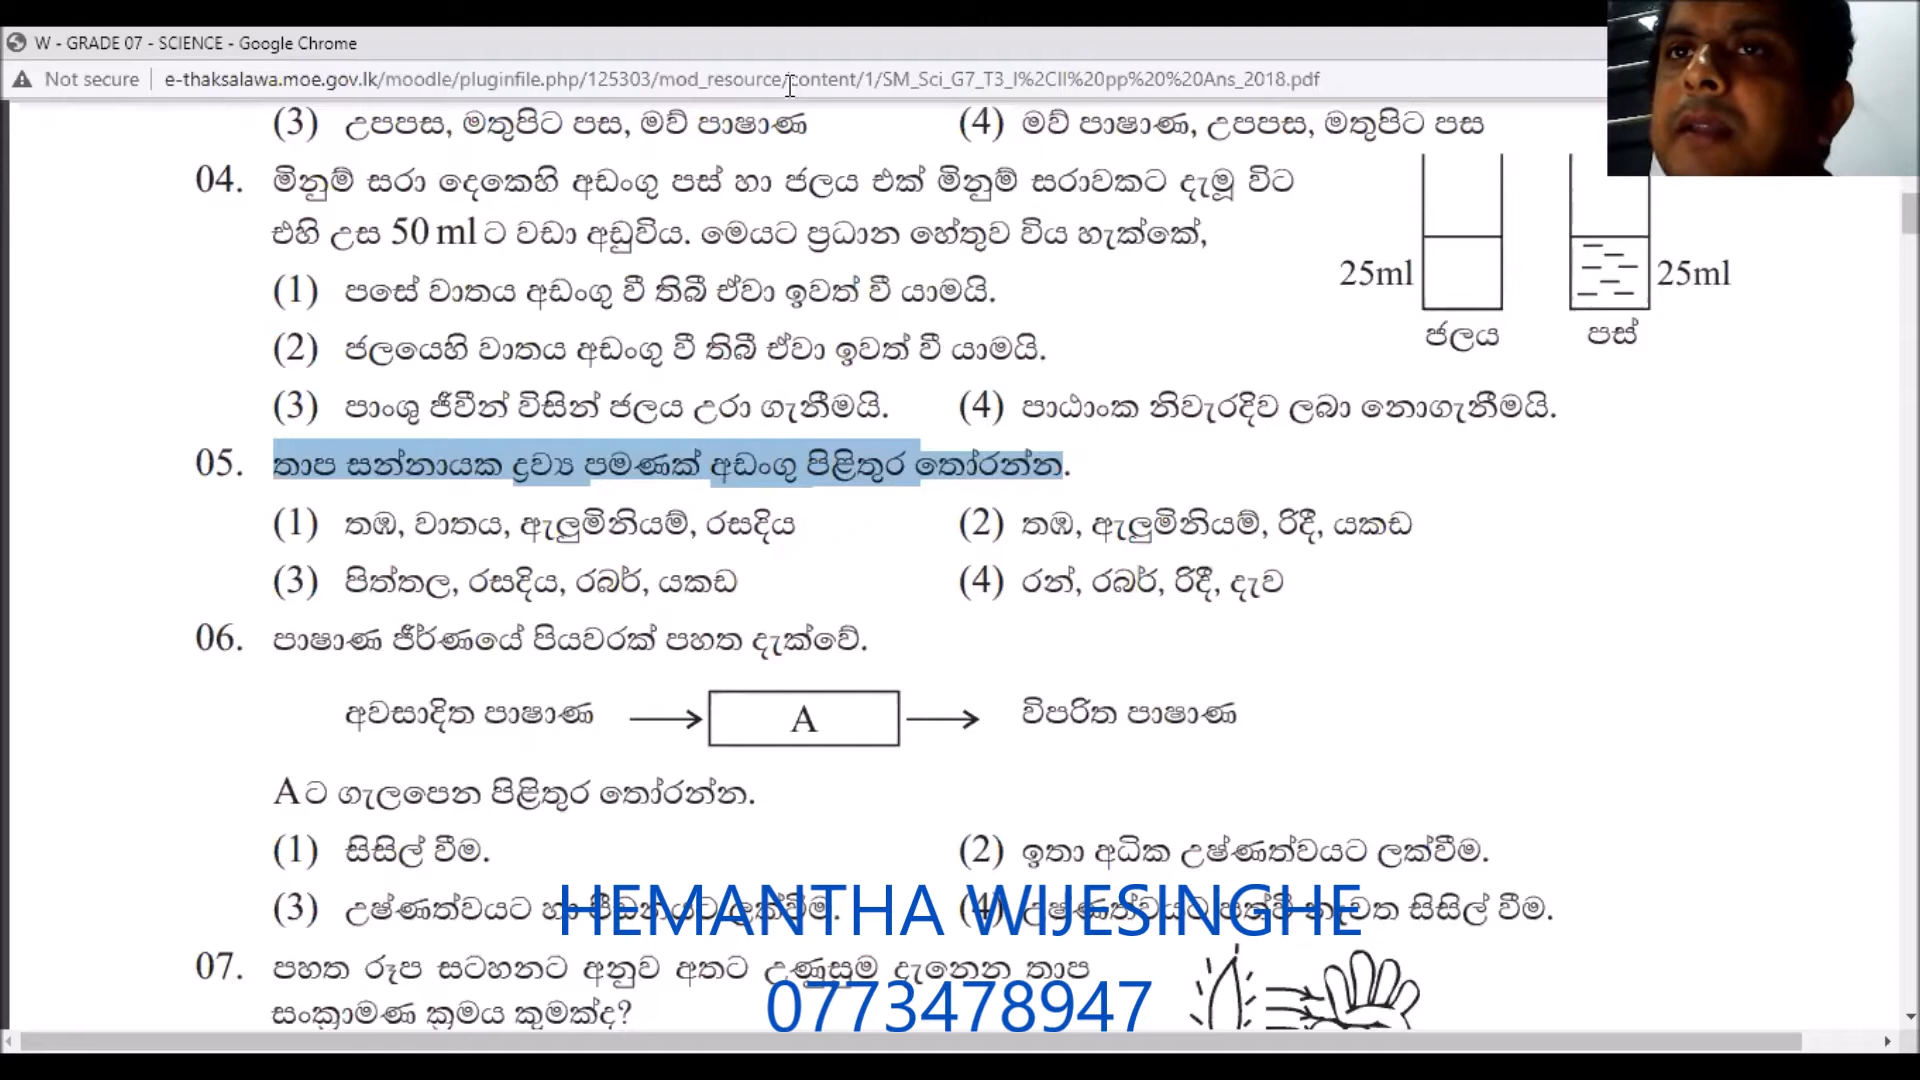 W - GRADE 07 - SCIENCE - Google Chrome
Not secure e-thaksalawa.moe.gov.lk/moodle/pluginfile.php/125303/mod_resource/content/1/SM_Sci_G7_T3_I%2CII%20pp%20%20Ans_2018.pdf
(3) උපපස, මතුපිට පස, මව් පාෂාණ (4) මව් පාෂාණ, උපපස, මතුපිට පස
04. මිනුම් සරා දෙකෙහි අඩංගු පස් හා ජලය එක් මිනුම් සරාවකට දැමූ විට
එහි උස 50 ml ට වඩා අඩුවිය. මෙයට ප්‍රධාන හේතුව විය හැක්කේ,
25ml 25ml
(1) පසේ වාතය අඩංගු වී තිබී ඒවා ඉවත් වී යාමයි.
ජලය පස්
(2) ජලයෙහි වාතය අඩංගු වී තිබී ඒවා ඉවත් වී යාමයි.
(3) පාංශු ජීවීන් විසින් ජලය උරා ගැනීමයි. (4) පාඨාංක නිවැරදිව ලබා නොගැනීමයි.
05. තාප සන්නායක ද්‍රව්‍ය පමණක් අඩංගු පිළිතුර තෝරන්න.
(1) තඹ, වාතය, ඇලුමිනියම්, රසදිය (2) තඹ, ඇලුමිනියම්, රිදී, යකඩ
(3) පිත්තල, රසදිය, රබර්, යකඩ (4) රන්, රබර්, රිදී, දැව
06. පාෂාණ ජීර්ණයේ පියවරක් පහත දැක්වේ.
අවසාදිත පාෂාණ A විපරිත පාෂාණ
A ට ගැලපෙන පිළිතුර තෝරන්න.
(1) සිසිල් වීම. (2) ඉතා අධික උෂ්ණත්වයට ලක්වීම.
(3) උෂ්ණත්වයට හා පීඩනයට ලක්වීම. (4) උෂ්ණත්වයට පත්වී නැවත සිසිල් වීම.
HEMANTHA WIJESINGHE
07. පහත රූප සටහනට අනුව අතට උණුසුම දැනෙන තාප
සංක්‍රාමණ ක්‍රමය කුමක්ද?
0773478947